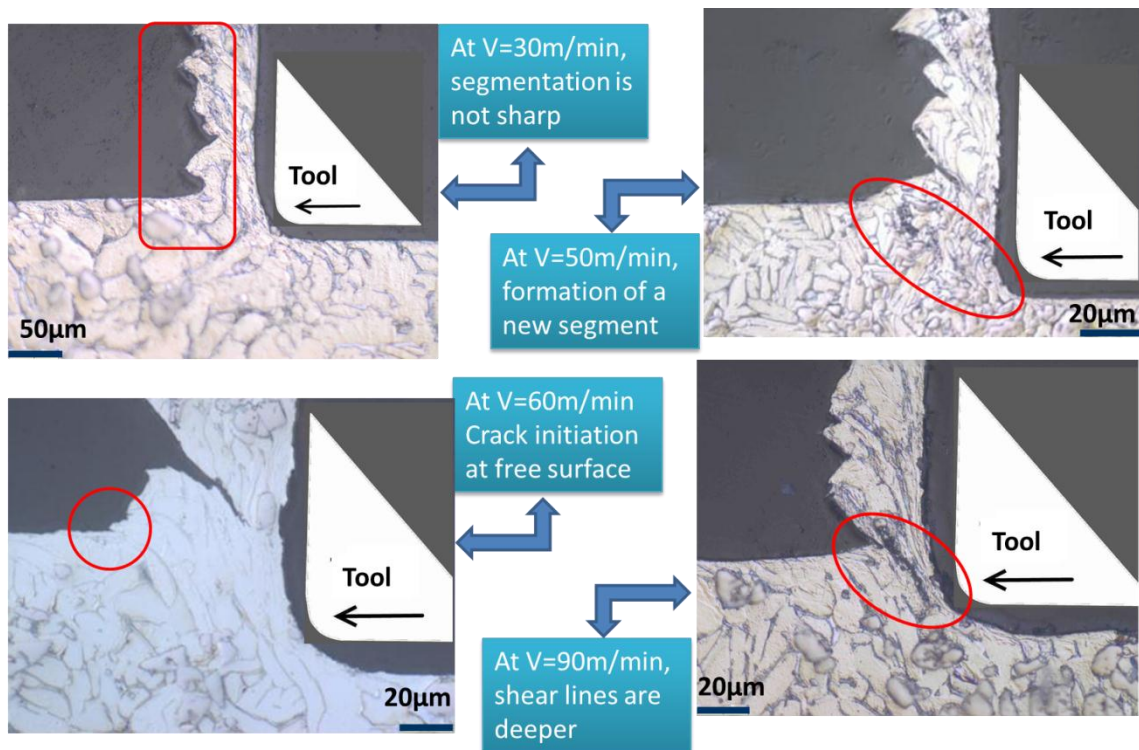 At V=30m/min,
segmentation is
not sharp
Tool
50µm
Tool
20µm
At V=50m/min,
formation of a
new segment
At V=60m/min
Crack initiation
at free surface
Tool
20µm
Tool
20µm
At V=90m/min,
shear lines are
deeper